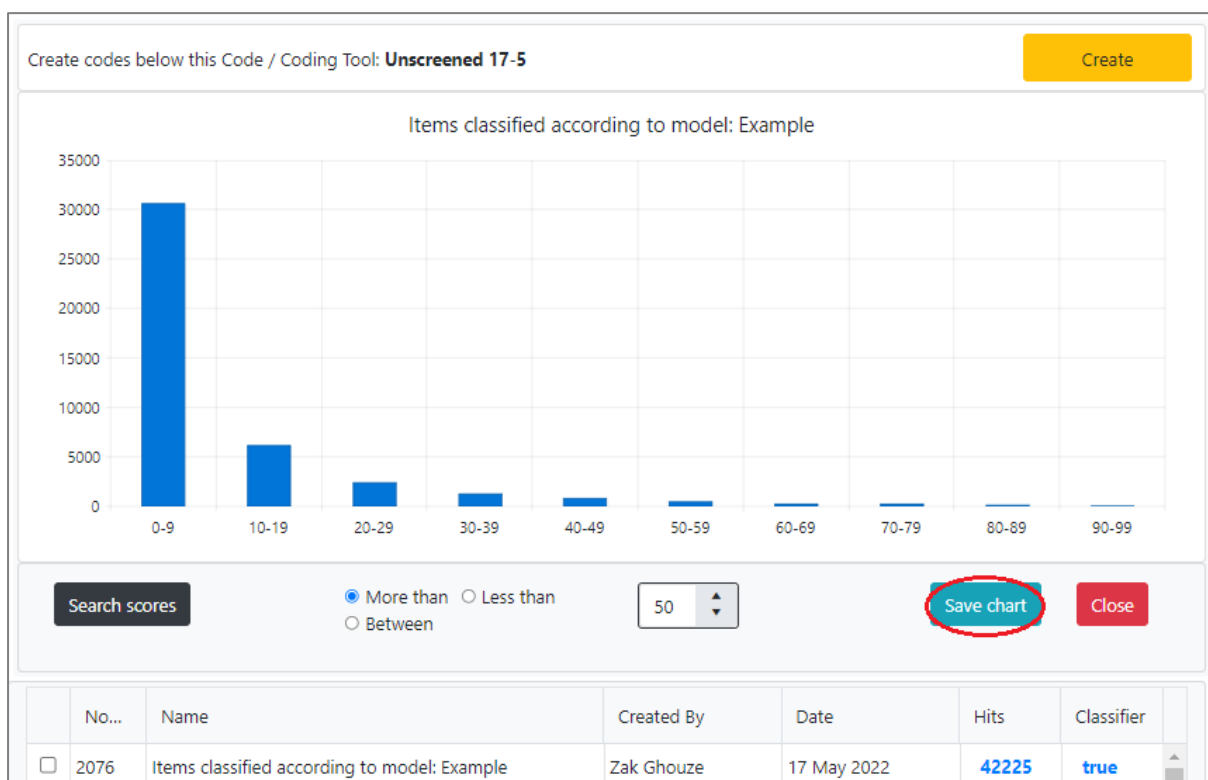 Create codes below this Code / Coding Tool: Unscreened 17-5
Create
Items classified according to model: Example
35000
30000
25000
20000
15000
10000
5000
0
0-9 10-19 20-29 30-39 40-49 50-59 60-69 70-79 80-89 90-99
Search scores
More than Less than
Between
50
Save chart
Close
No... Name Created By Date Hits Classifier
2076 Items classified according to model: Example Zak Ghouze 17 May 2022 42225 true